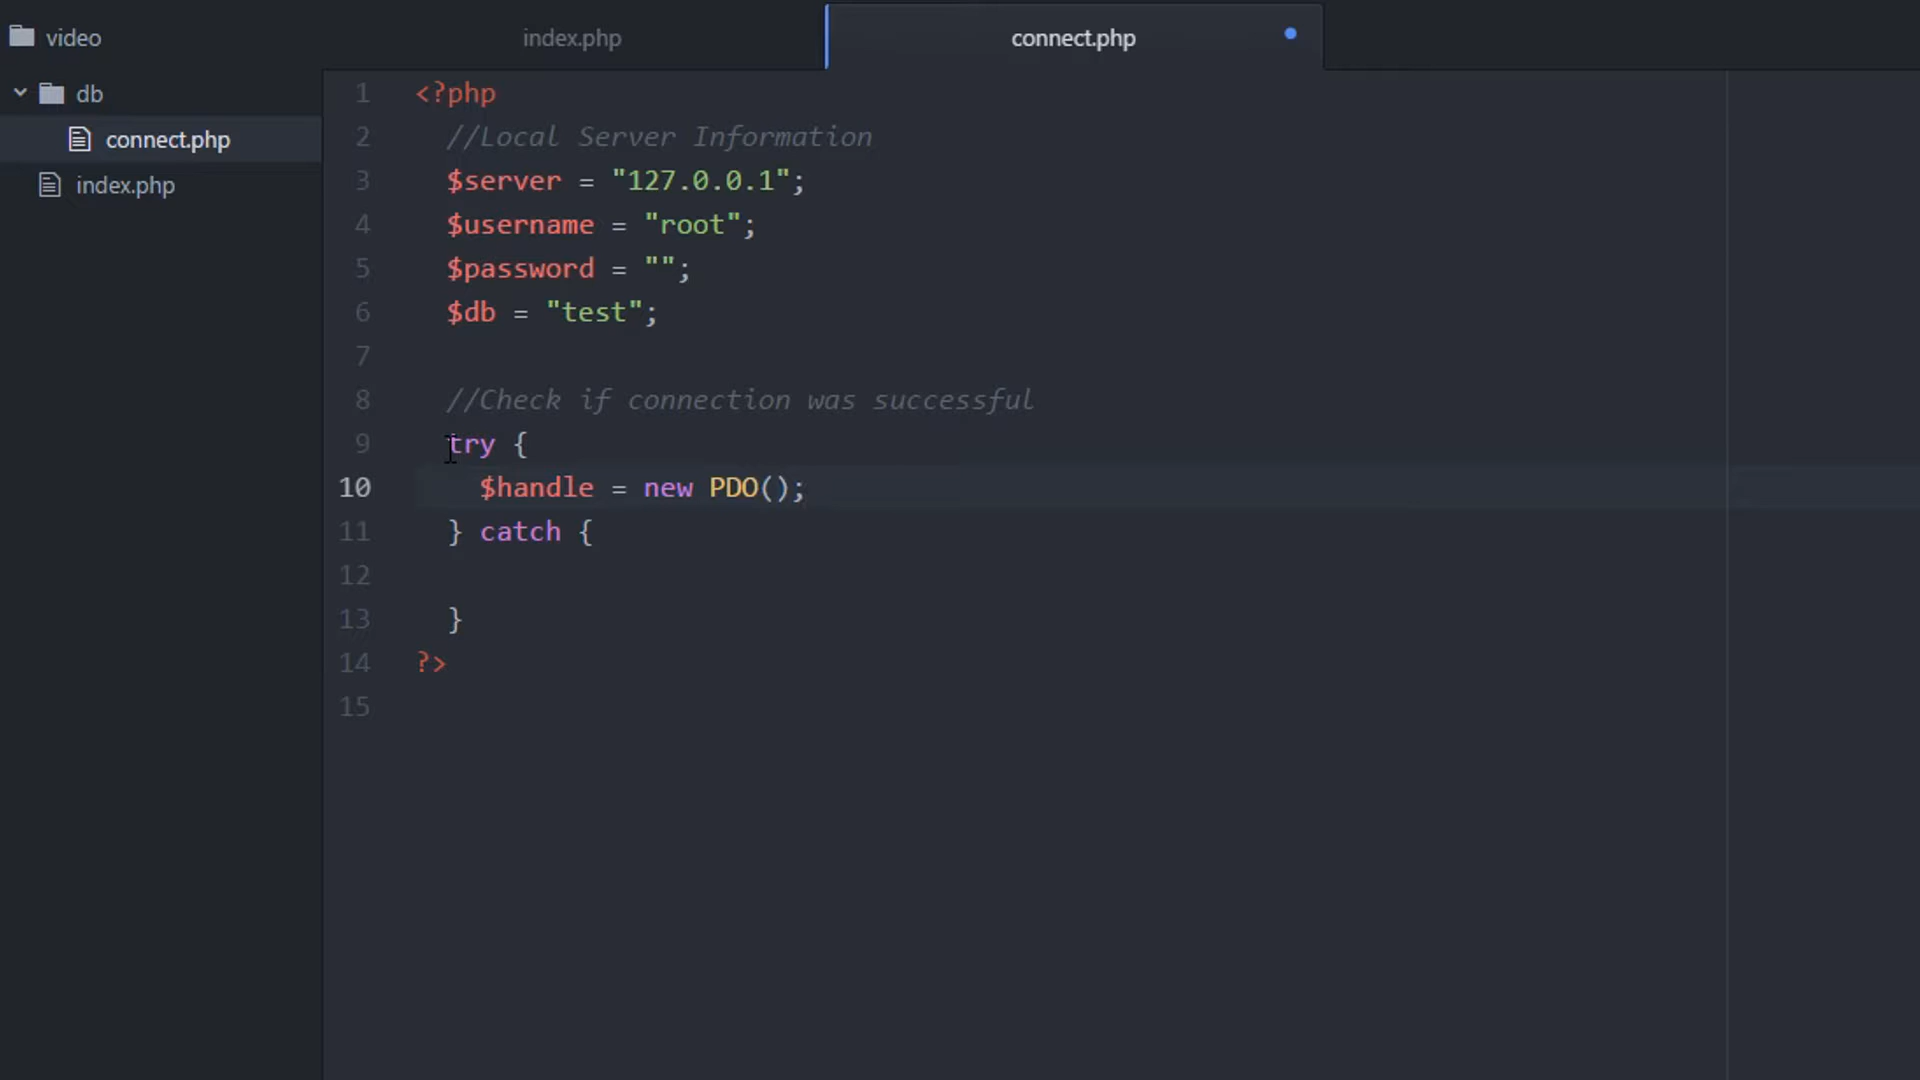 video
db
connect.php
index.php
index.php
connect.php
1 <?php
2 //Local Server Information
3 $server = "127.0.0.1";
4 $username = "root";
5 $password = "";
6 $db = "test";
7
8 //Check if connection was successful
9 try {
10 $handle = new PDO();
11 } catch {
12
13 }
14 ?>
15